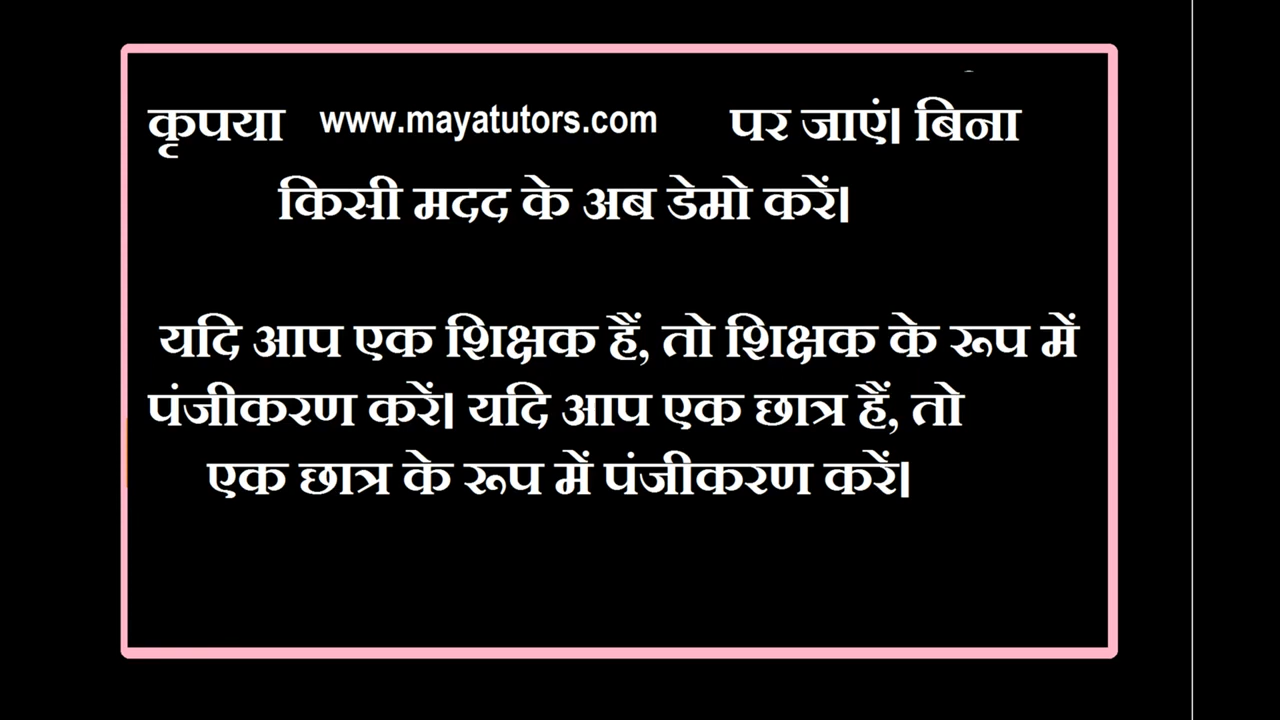 कृपया www.mayatutors.com पर जाएं। बिना
किसी मदद के अब डेमो करें।
यदि आप एक शिक्षक हैं, तो शिक्षक के रूप में
पंजीकरण करें। यदि आप एक छात्र हैं, तो
एक छात्र के रूप में पंजीकरण करें।